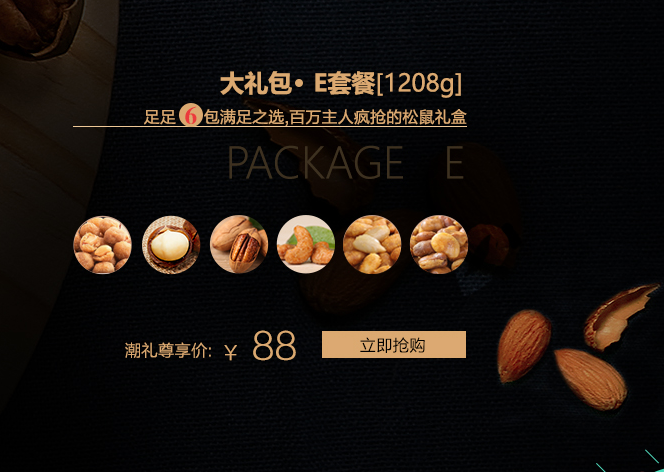 大礼包• E套餐[1208g]
足足6包满足之选,百万主人疯抢的松鼠礼盒
PACKAGE E
潮礼尊享价: ¥ 88
立即抢购